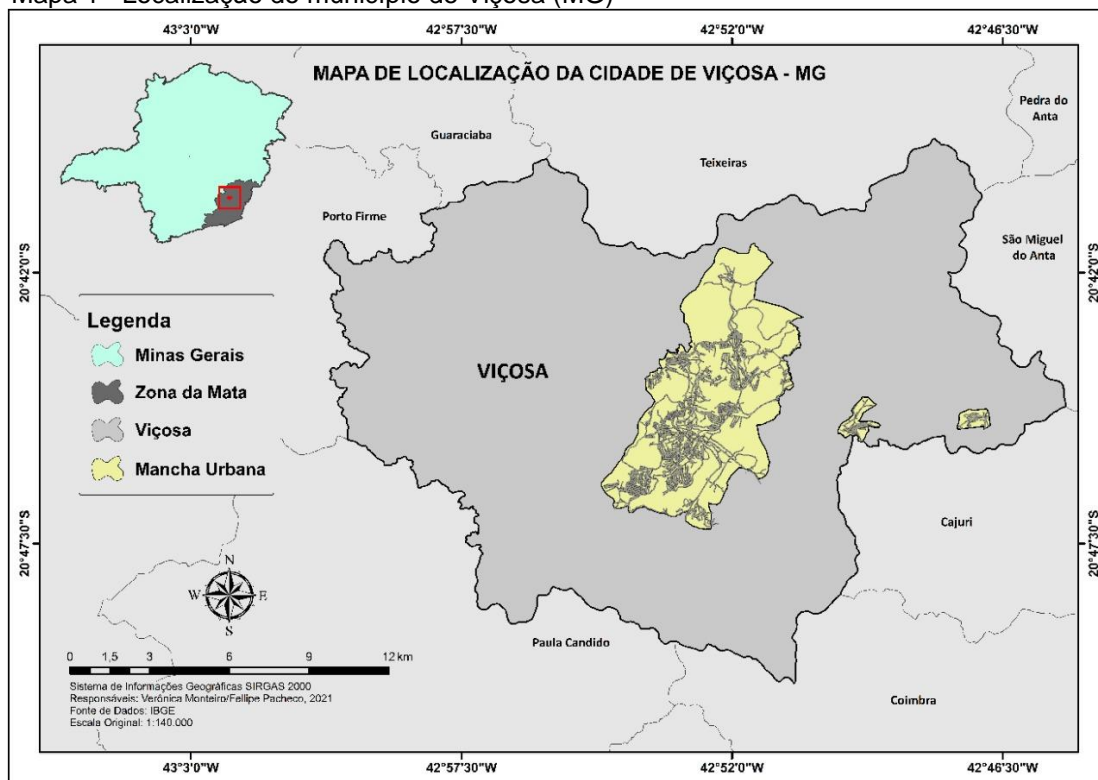 Mapa 1 - Localização do município de Viçosa (MG)
43°3'0"W
42°57'30"W
42°52'0"W
42°46'30"W
MAPA DE LOCALIZAÇÃO DA CIDADE DE VIÇOSA - MG
Pedra do
Anta
Guaraciaba
Teixeiras
Porto Firme
São Miguel
do Anta
20°42'0"S
20°42'0"S
Legenda
Minas Gerais
Zona da Mata
Viçosa
Mancha Urbana
VIÇOSA
Cajuri
20°47'30"S
20°47'30"S
N
W
E
S
Paula Candido
Coimbra
0 1,5 3 6 9 12 km
Sistema de Informações Geográficas SIRGAS 2000
Responsáveis: Verônica Monteiro/Fellipe Pacheco, 2021
Fonte de Dados: IBGE
Escala Original: 1:140.000
43°3'0"W
42°57'30"W
42°52'0"W
42°46'30"W